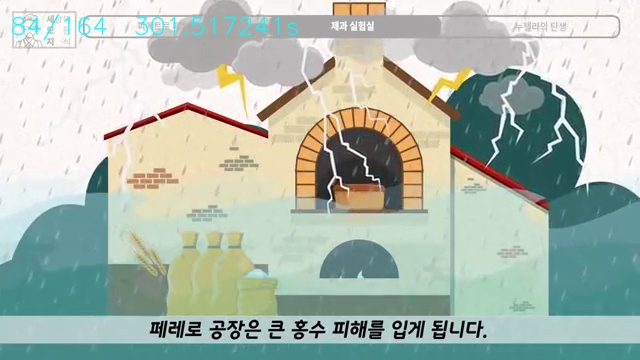 84/164 301.517241s
제과 실험실
누텔라의 탄생
페레로 공장은 큰 홍수 피해를 입게 됩니다.